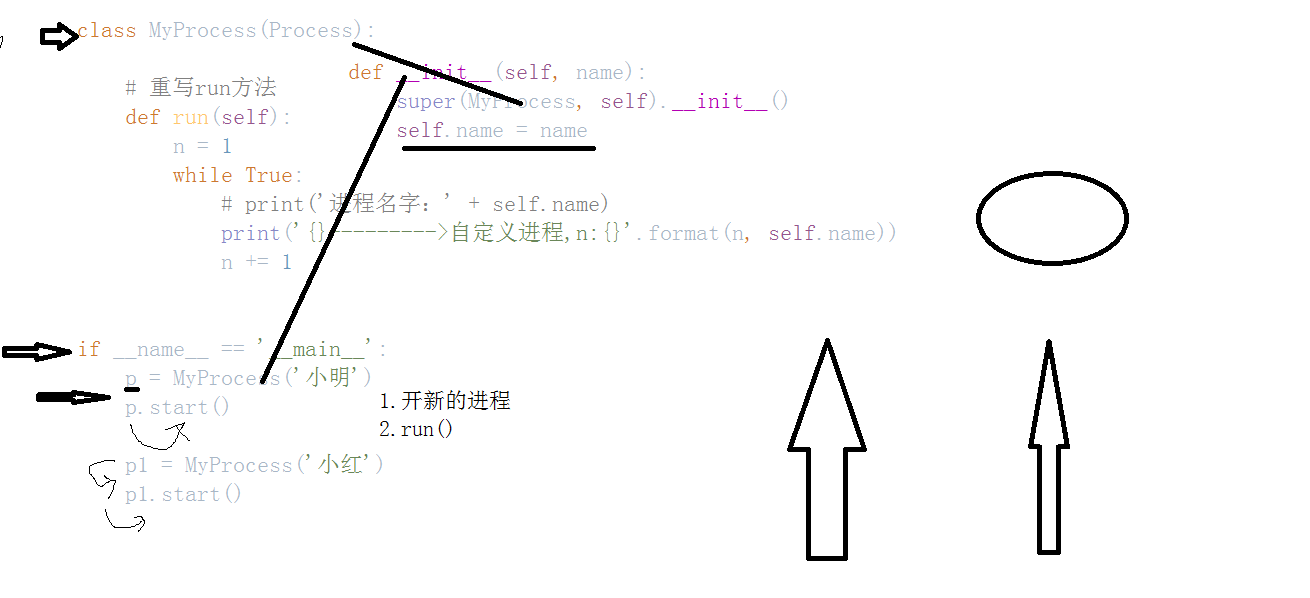 class MyProcess(Process):
def __init__(self, name):
super(MyProcess, self).__init__()
self.name = name
# 重写run方法
def run(self):
n = 1
while True:
# print('进程名字：' + self.name)
print('{}--------->自定义进程,n:{}'.format(n, self.name))
n += 1
if __name__ == '__main__':
p = MyProcess('小明')
p.start()
1.开新的进程
2.run()
p1 = MyProcess('小红')
p1.start()